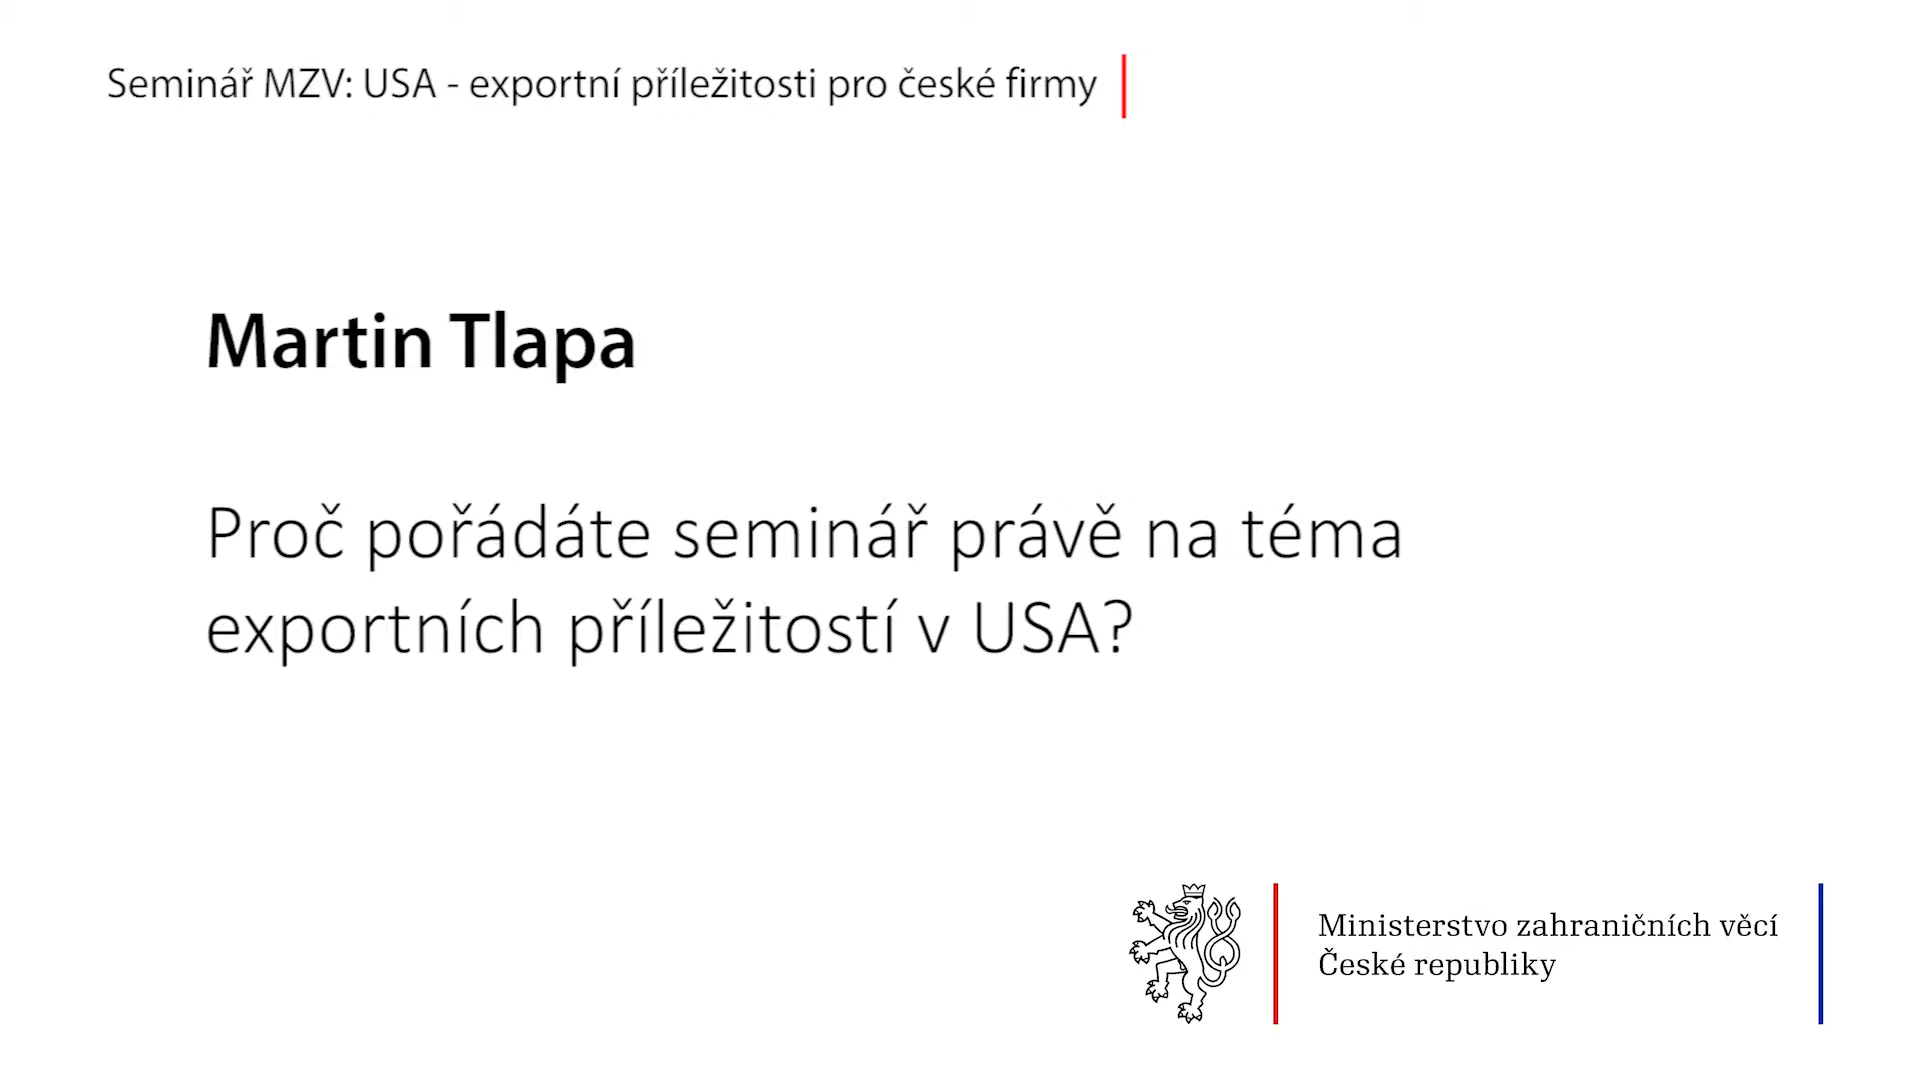 Seminář MZV: USA - exportní příležitosti pro české firmy
Martin Tlapa
Proč pořádáte seminář právě na téma
exportních příležitostí v USA?
Ministerstvo zahraničních věcí
České republiky